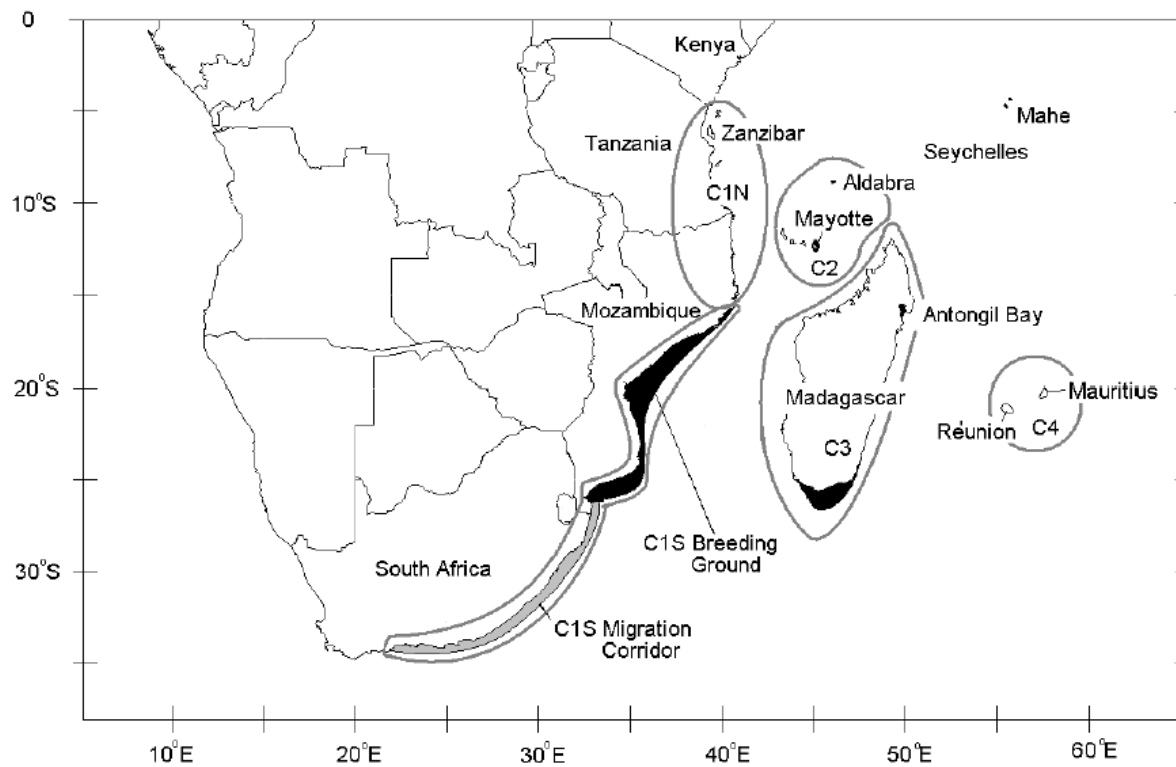 0
Kenya
Mahe
Zanzibar
Tanzania
Seychelles
Aldabra
C1N
10°S
Mayotte
C2
Mozambique
Antongil Bay
20°S
Mauritius
Madagascar
Réunion
C4
C3
C1S Breeding
Ground
South Africa
30°S
C1S Migration
Corridor
10°E
20°E
30°E
40°E
50°E
60°E